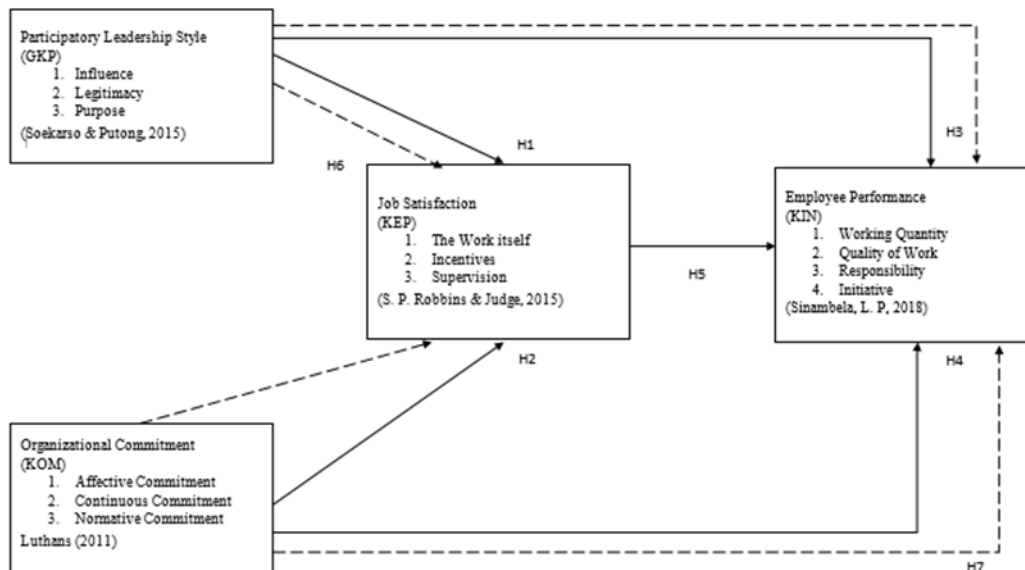 Participatory Leadership Style
(GKP)
1. Influence
2. Legitimacy
3. Purpose
(Soekarso & Putong, 2015)
H3
H1
H6
Job Satisfaction
(KEP)
1. The Work itself
2. Incentives
3. Supervision
(S. P. Robbins & Judge, 2015)
Employee Performance
(KIN)
1. Working Quantity
2. Quality of Work
3. Responsibility
4. Initiative
(Sinambela, L. P, 2018)
H5
H2
H4
Organizational Commitment
(KOM)
1. Affective Commitment
2. Continuous Commitment
3. Normative Commitment
Luthans (2011)
H7